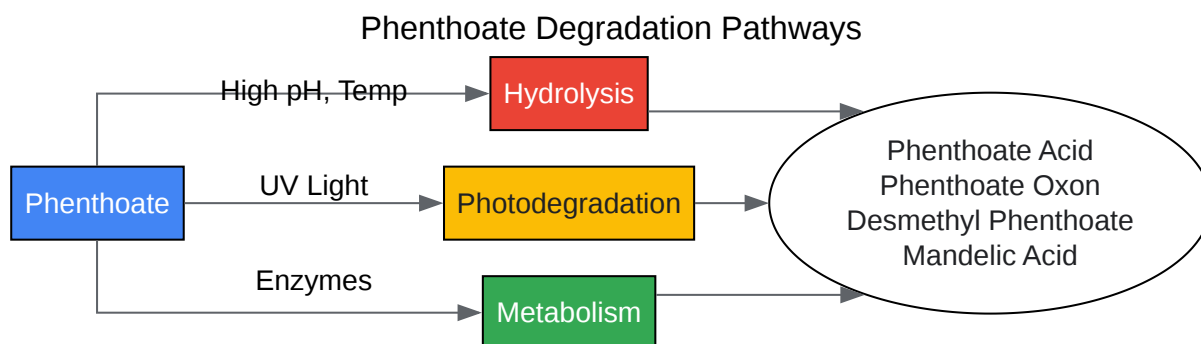 Phenthoate Degradation Pathways
High pH, Temp
Hydrolysis
Phenthoate
UV Light
Photodegradation
Enzymes
Metabolism
Phenthoate Acid
Phenthoate Oxon
Desmethyl Phenthoate
Mandelic Acid